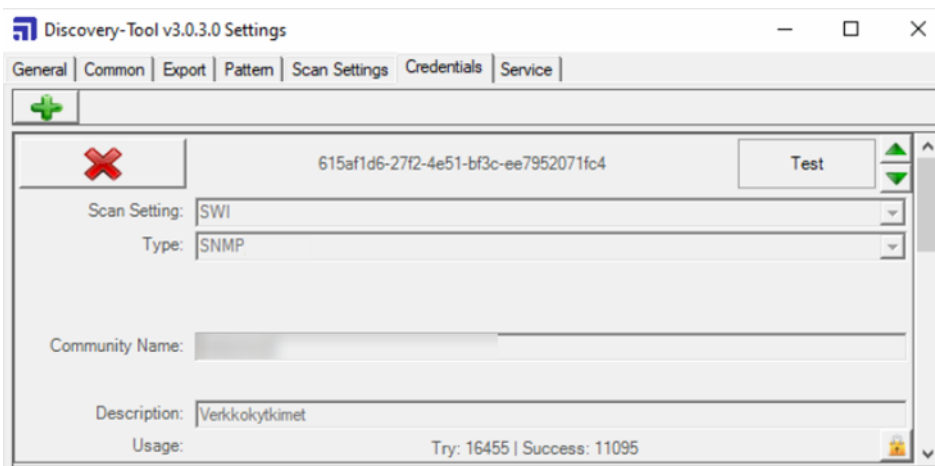 Discovery-Tool v3.0.3.0 Settings
General Common Export Pattern Scan Settings Credentials Service
615af1d6-27f2-4e51-bf3c-ee7952071fc4 Test
Scan Setting: SWI
Type: SNMP
Community Name:
Description: Verkkokytkimet
Usage: Try: 16455 | Success: 11095